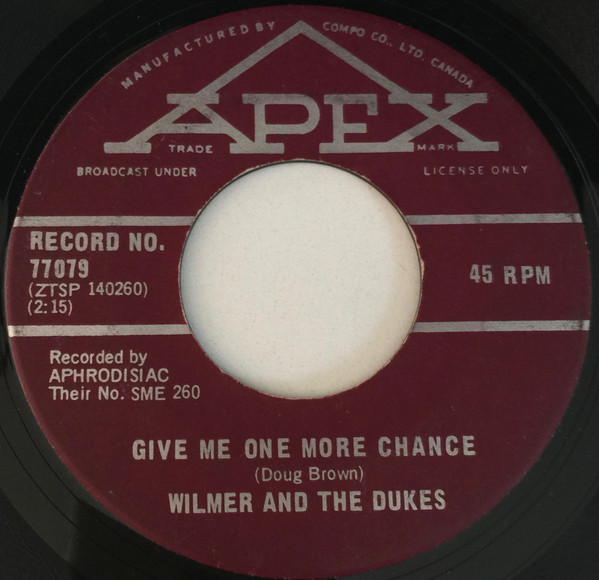 MANUFACTURED BY COMPO CO., LTD. CANADA
APEX
TRADE MARK
BROADCAST UNDER LICENSE ONLY
RECORD NO.
77079
(ZTSP 140260)
(2:15)
45 RPM
Recorded by
APHRODISIAC
Their No. SME 260
GIVE ME ONE MORE CHANCE
(Doug Brown)
WILMER AND THE DUKES